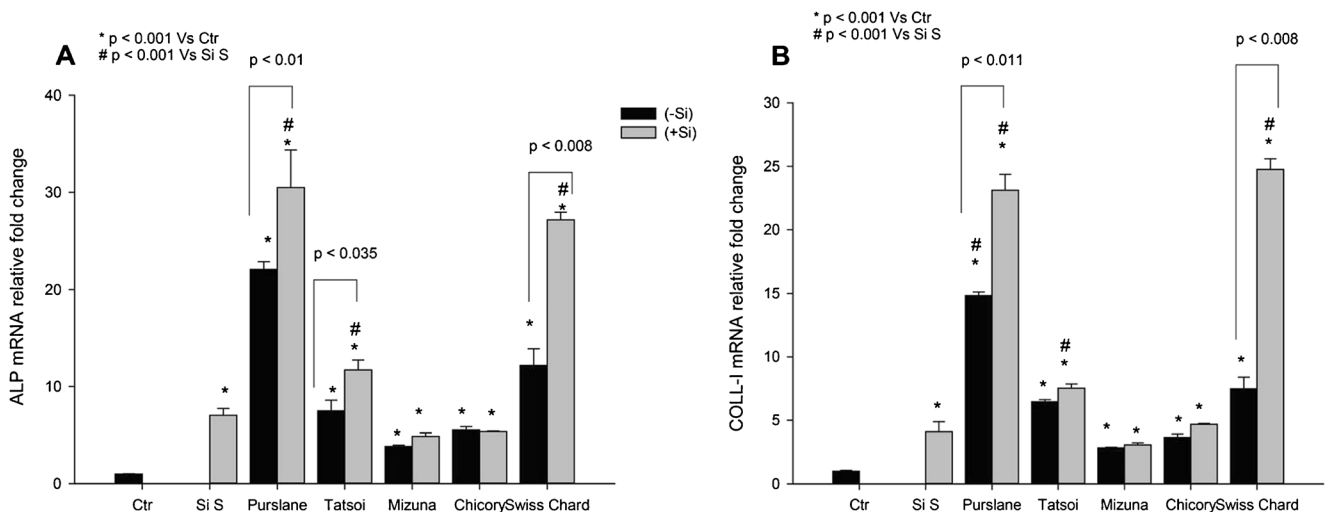 A
* p < 0.001 Vs Ctr
# p < 0.001 Vs Si S
p < 0.01
p < 0.008
p < 0.035
(-Si)
(+Si)
ALP mRNA relative fold change
40
30
20
10
0
*
*
#
*
*
#
*
*
*
*
*
*
#
*
Ctr Si S Purslane Tatsoi Mizuna Chicory Swiss Chard
B
* p < 0.001 Vs Ctr
# p < 0.001 Vs Si S
p < 0.011
p < 0.008
COLL-I mRNA relative fold change
30
25
20
15
10
5
0
*
#
*
#
*
*
#
*
*
*
*
*
*
#
*
Ctr Si S Purslane Tatsoi Mizuna Chicory Swiss Chard